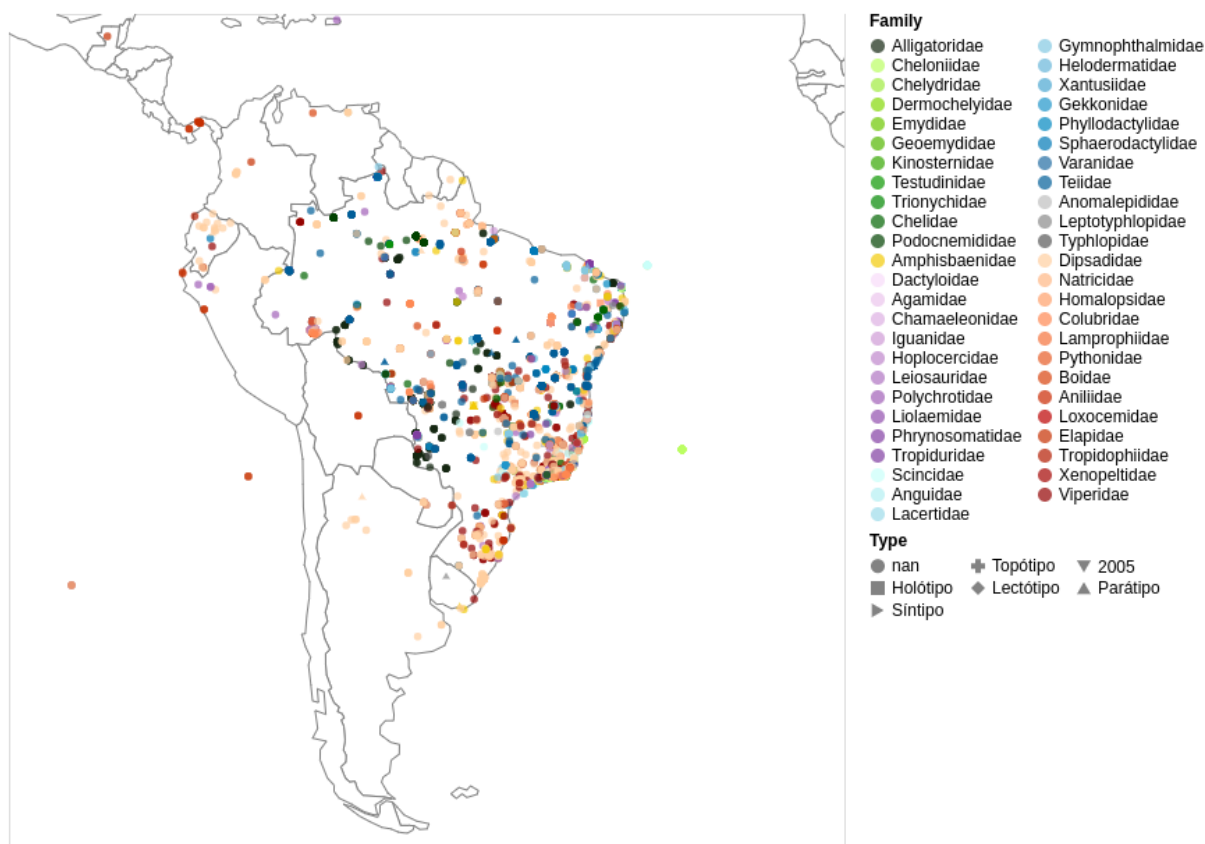 Family
Alligatoridae
Cheloniidae
Chelydridae
Dermochelyidae
Emydidae
Geoemydidae
Kinosternidae
Testudinidae
Trionychidae
Chelidae
Podocnemididae
Amphisbaenidae
Dactyloidae
Agamidae
Chamaeleonidae
Iguanidae
Hoplocercidae
Leiosauridae
Polychrotidae
Liolaemidae
Phrynosomatidae
Tropiduridae
Scincidae
Anguidae
Lacertidae
Gymnophthalmidae
Helodermatidae
Xantusiidae
Gekkonidae
Phyllodactylidae
Sphaerodactylidae
Varanidae
Teiidae
Anomalepididae
Leptotyphlopidae
Typhlopidae
Dipsadidae
Natricidae
Homalopsidae
Colubridae
Lamprophiidae
Pythonidae
Boidae
Aniliidae
Loxocemidae
Elapidae
Tropidophiidae
Xenopeltidae
Viperidae
Type
nan
Holótipo
Síntipo
Topótipo
Lectótipo
2005
Parátipo